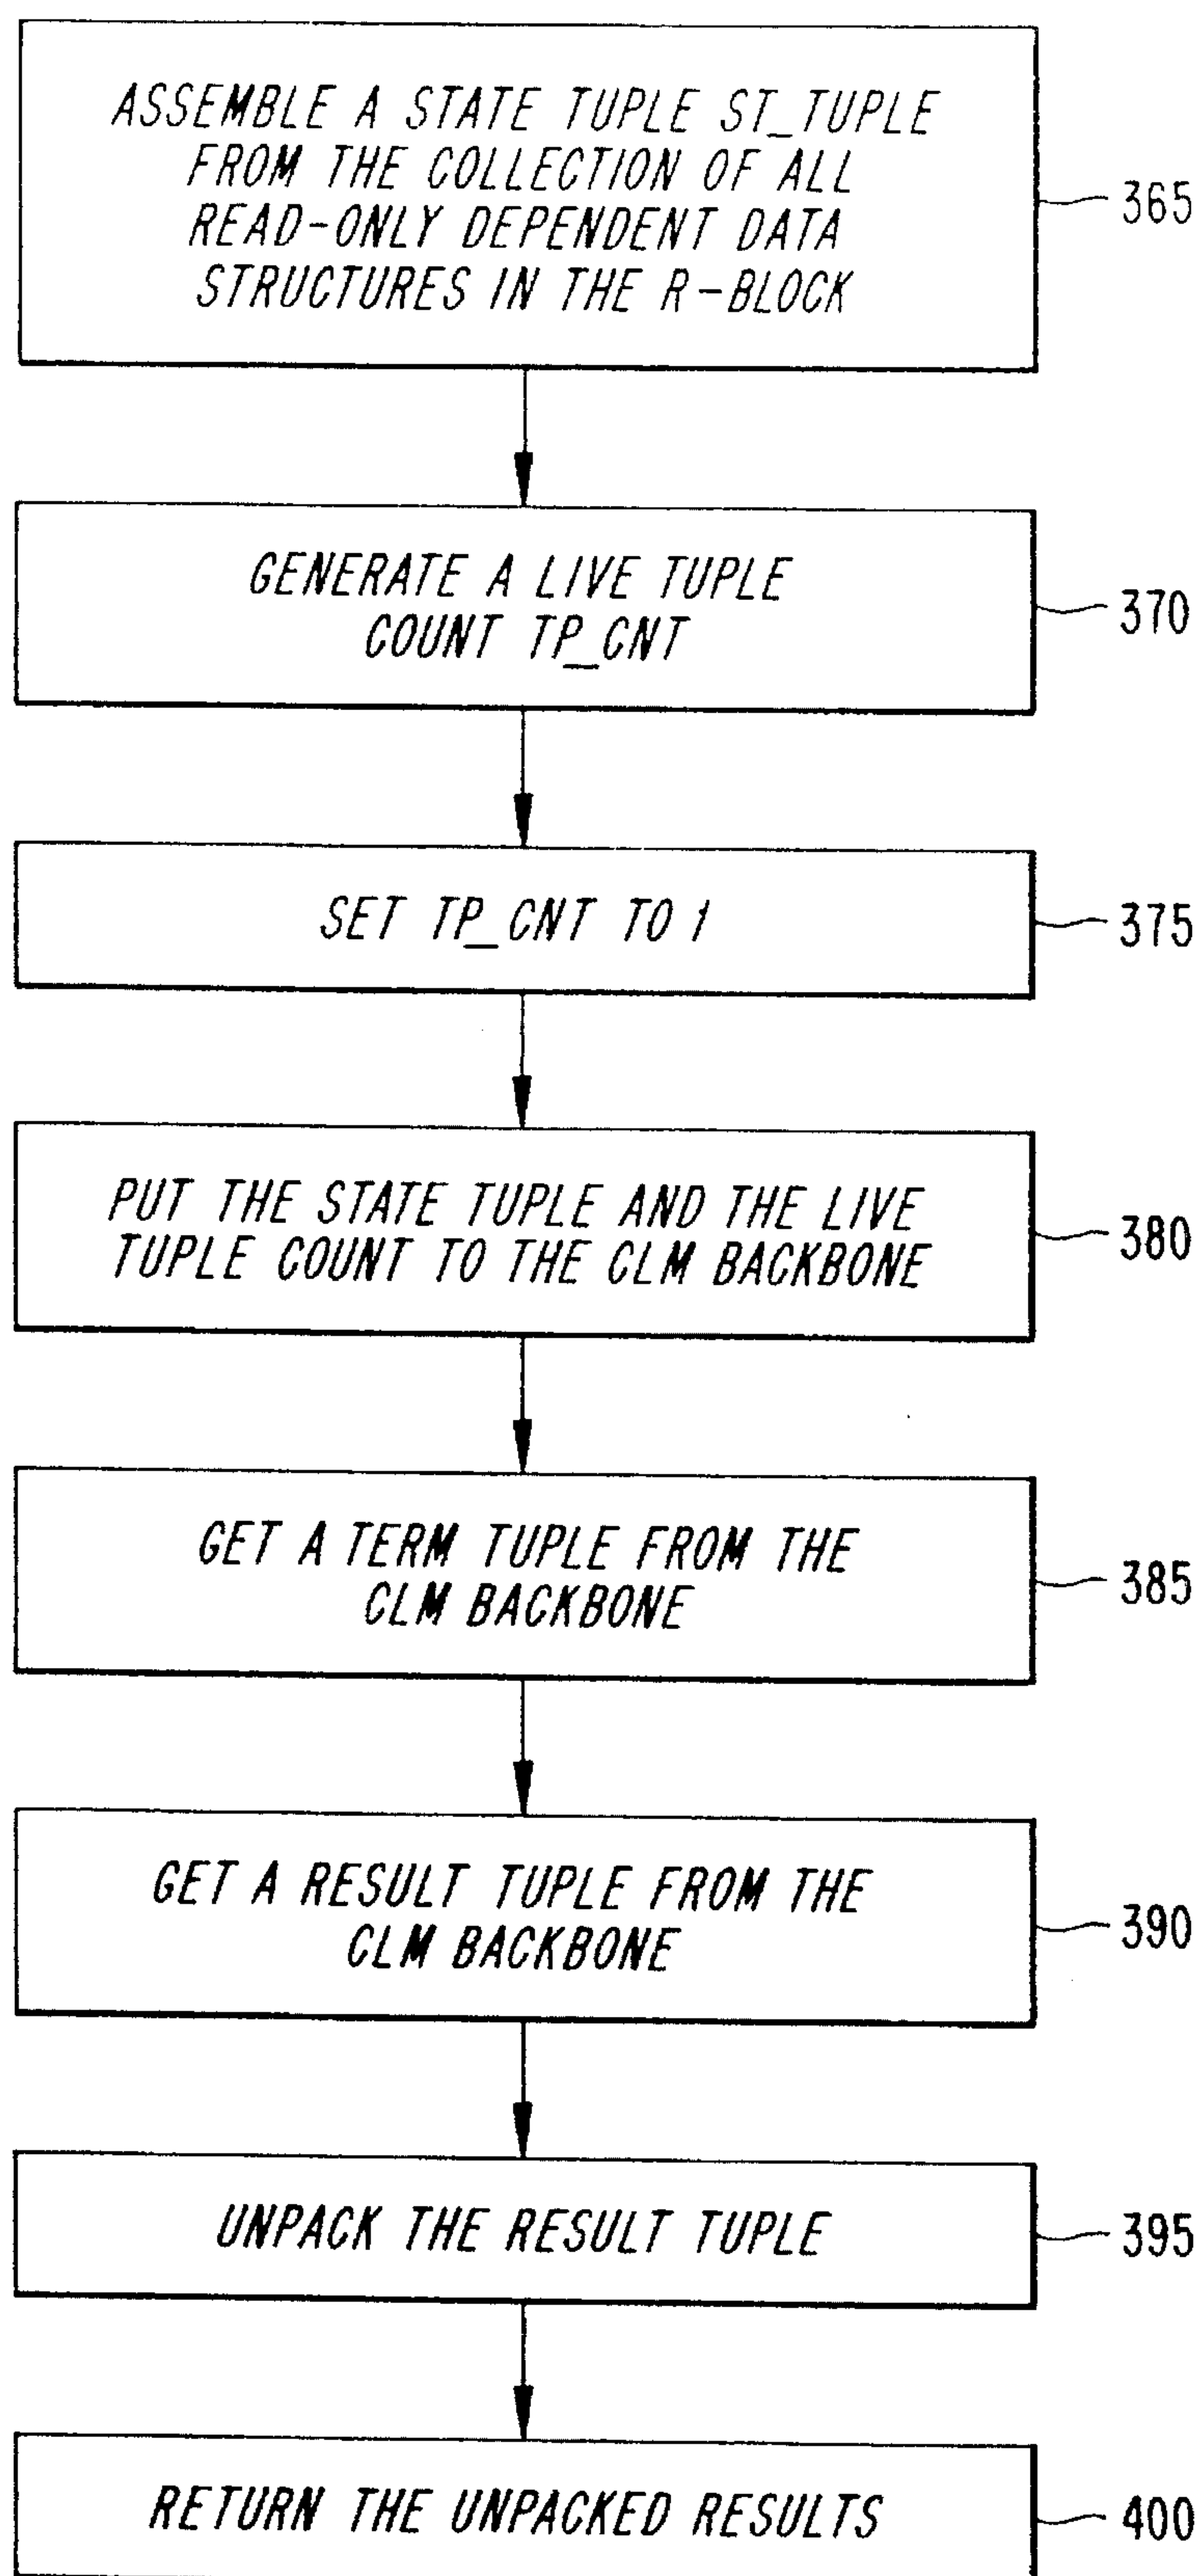 ASSEMBLE A STATE TUPLE ST_TUPLE
FROM THE COLLECTION OF ALL
READ-ONLY DEPENDENT DATA
STRUCTURES IN THE R-BLOCK
365
GENERATE A LIVE TUPLE
COUNT TP_CNT
370
SET TP_CNT TO 1
375
PUT THE STATE TUPLE AND THE LIVE
TUPLE COUNT TO THE CLM BACKBONE
380
GET A TERM TUPLE FROM THE
CLM BACKBONE
385
GET A RESULT TUPLE FROM THE
CLM BACKBONE
390
UNPACK THE RESULT TUPLE
395
RETURN THE UNPACKED RESULTS
400